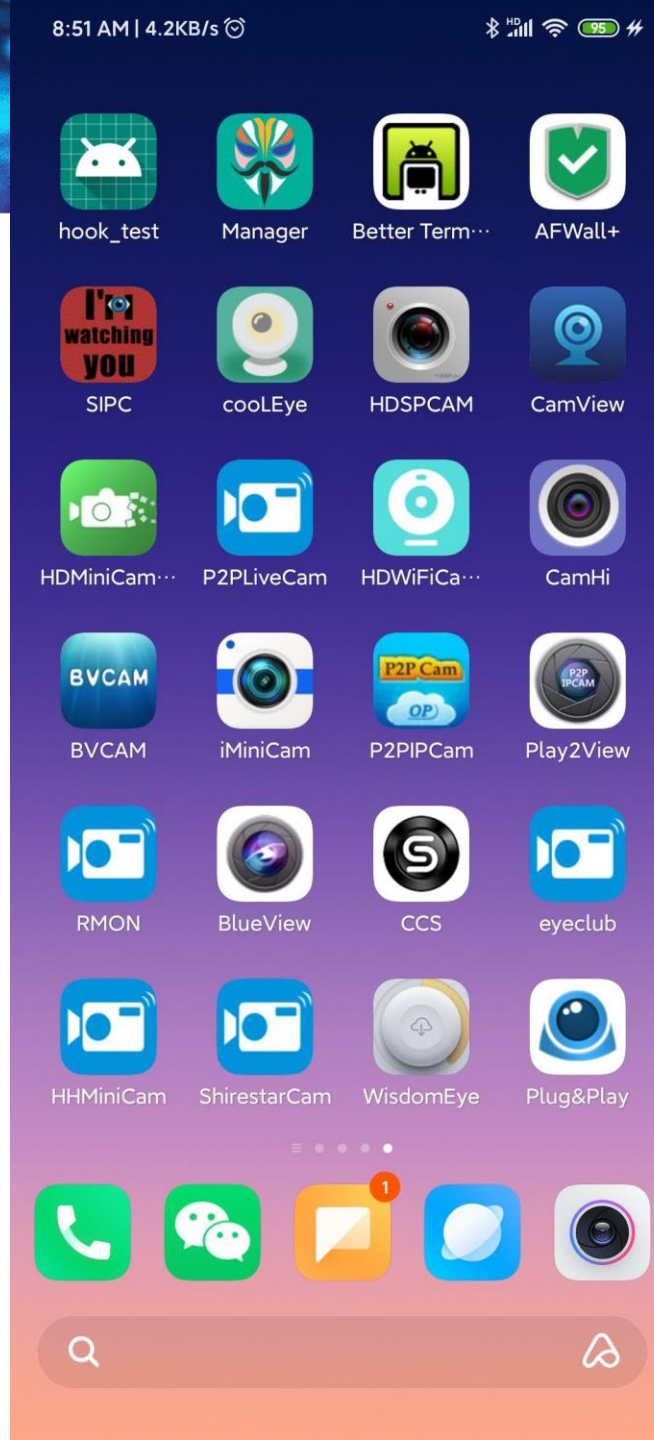 8:51 AM | 4.2KB/s HD 95
hook_test Manager Better Term··· AFWall+
I'm
watching
you
SIPC cooLEye HDSPCAM CamView
HDMiniCam··· P2PLiveCam HDWiFiCa··· CamHi
BVCAM P2P Cam P2P
OP IPCAM
BVCAM iMiniCam P2PIPCam Play2View
S
RMON BlueView CCS eyeclub
HHMiniCam ShirestarCam WisdomEye Plug&Play
1